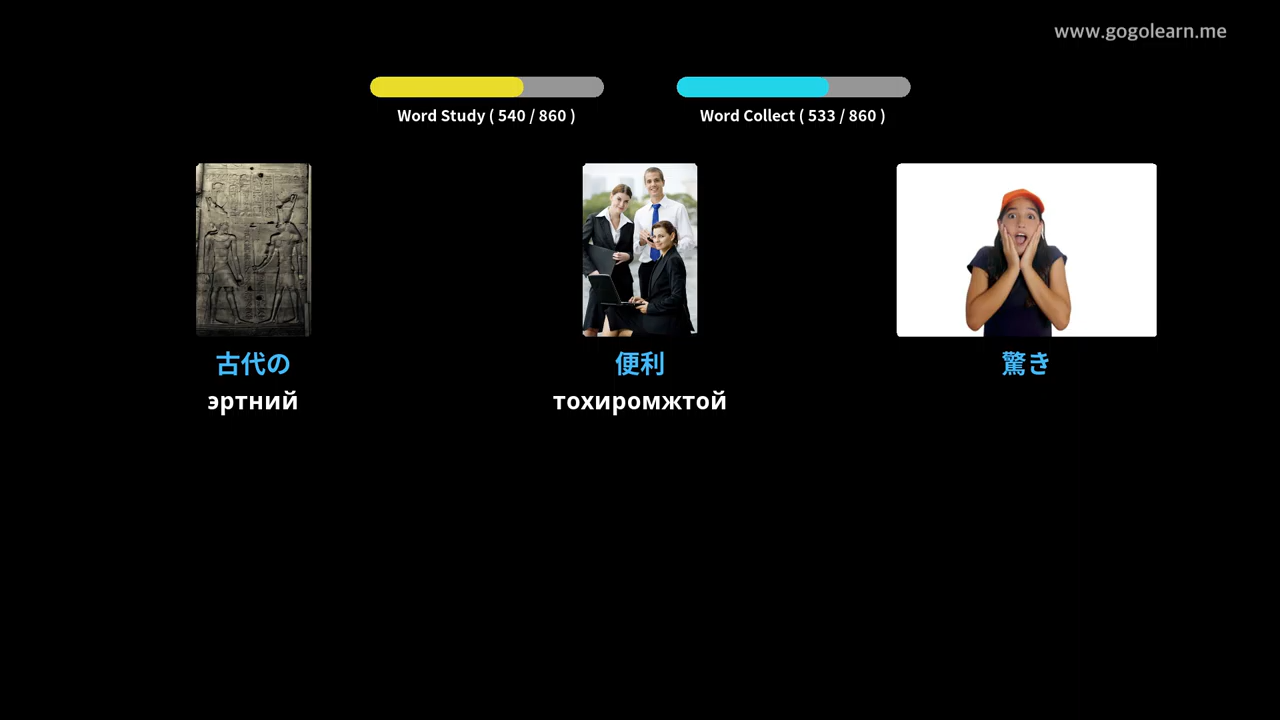 www.gogolearn.me
Word Study ( 540 / 860 )
Word Collect ( 533 / 860 )
古代の
便利
驚き
эртний
тохиромжтой